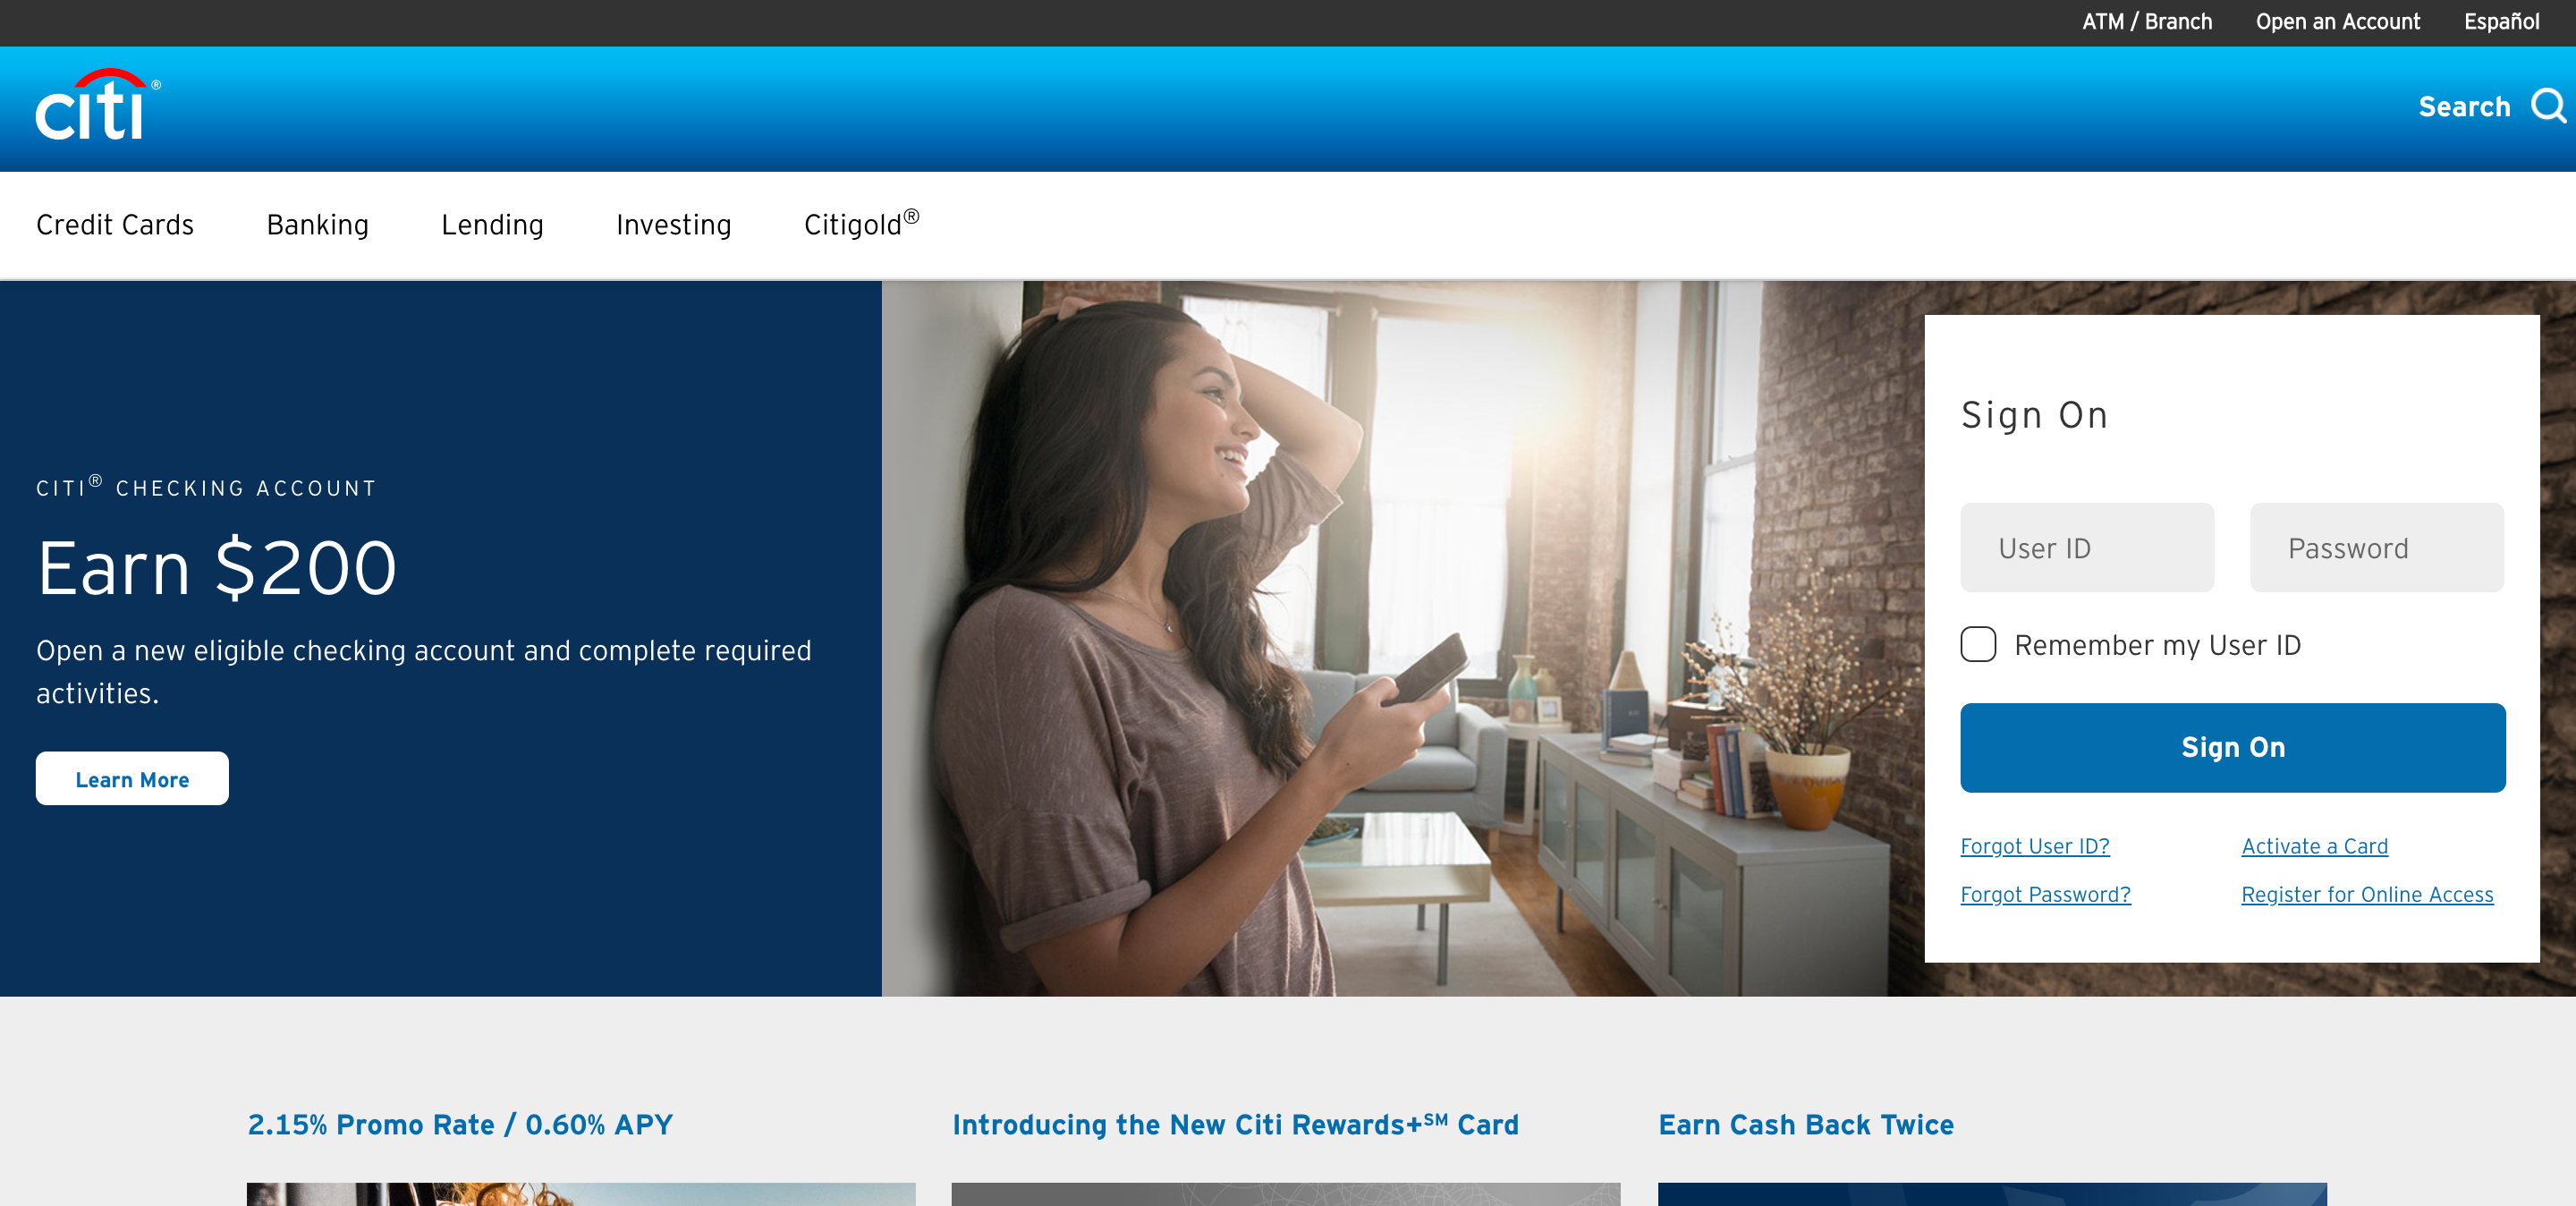 ATM / Branch Open an Account Español
citi®
Search
Credit Cards Banking Lending Investing Citigold®
CITI® CHECKING ACCOUNT
Earn $200
Open a new eligible checking account and complete required
activities.
Learn More
Sign On
User ID Password
Remember my User ID
Sign On
Forgot User ID? Activate a Card
Forgot Password? Register for Online Access
2.15% Promo Rate / 0.60% APY
Introducing the New Citi Rewards+℠ Card
Earn Cash Back Twice